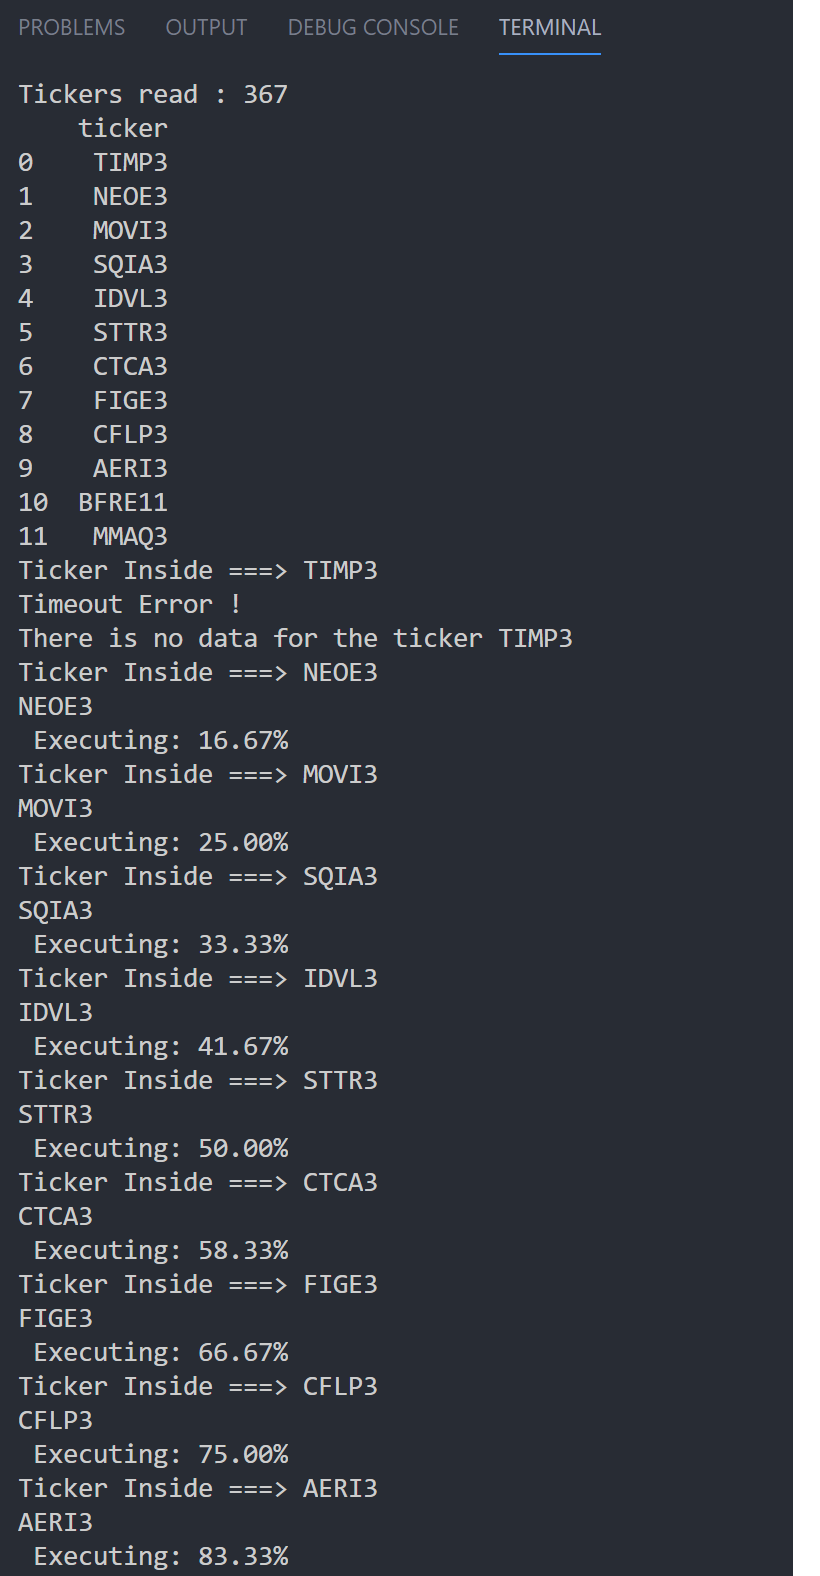 PROBLEMS OUTPUT DEBUG CONSOLE TERMINAL
Tickers read : 367
    ticker
0    TIMP3
1    NEOE3
2    MOVI3
3    SQIA3
4    IDVL3
5    STTR3
6    CTCA3
7    FIGE3
8    CFLP3
9    AERI3
10  BFRE11
11   MMAQ3
Ticker Inside ===> TIMP3
Timeout Error !
There is no data for the ticker TIMP3
Ticker Inside ===> NEOE3
NEOE3
 Executing: 16.67%
Ticker Inside ===> MOVI3
MOVI3
 Executing: 25.00%
Ticker Inside ===> SQIA3
SQIA3
 Executing: 33.33%
Ticker Inside ===> IDVL3
IDVL3
 Executing: 41.67%
Ticker Inside ===> STTR3
STTR3
 Executing: 50.00%
Ticker Inside ===> CTCA3
CTCA3
 Executing: 58.33%
Ticker Inside ===> FIGE3
FIGE3
 Executing: 66.67%
Ticker Inside ===> CFLP3
CFLP3
 Executing: 75.00%
Ticker Inside ===> AERI3
AERI3
 Executing: 83.33%